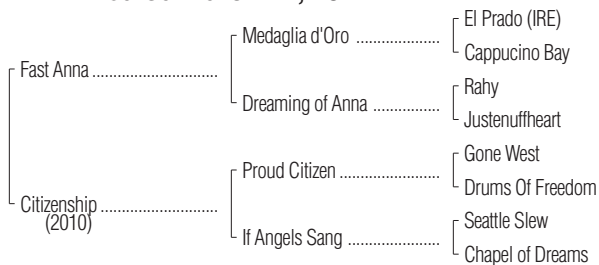 El Prado (IRE)
Medaglia d'Oro ....................
Cappucino Bay
Fast Anna ..............................
Rahy
Dreaming of Anna ................
Justenuffheart
Gone West
Proud Citizen ........................
Drums Of Freedom
Citizenship ............................
(2010)
Seattle Slew
If Angels Sang ......................
Chapel of Dreams